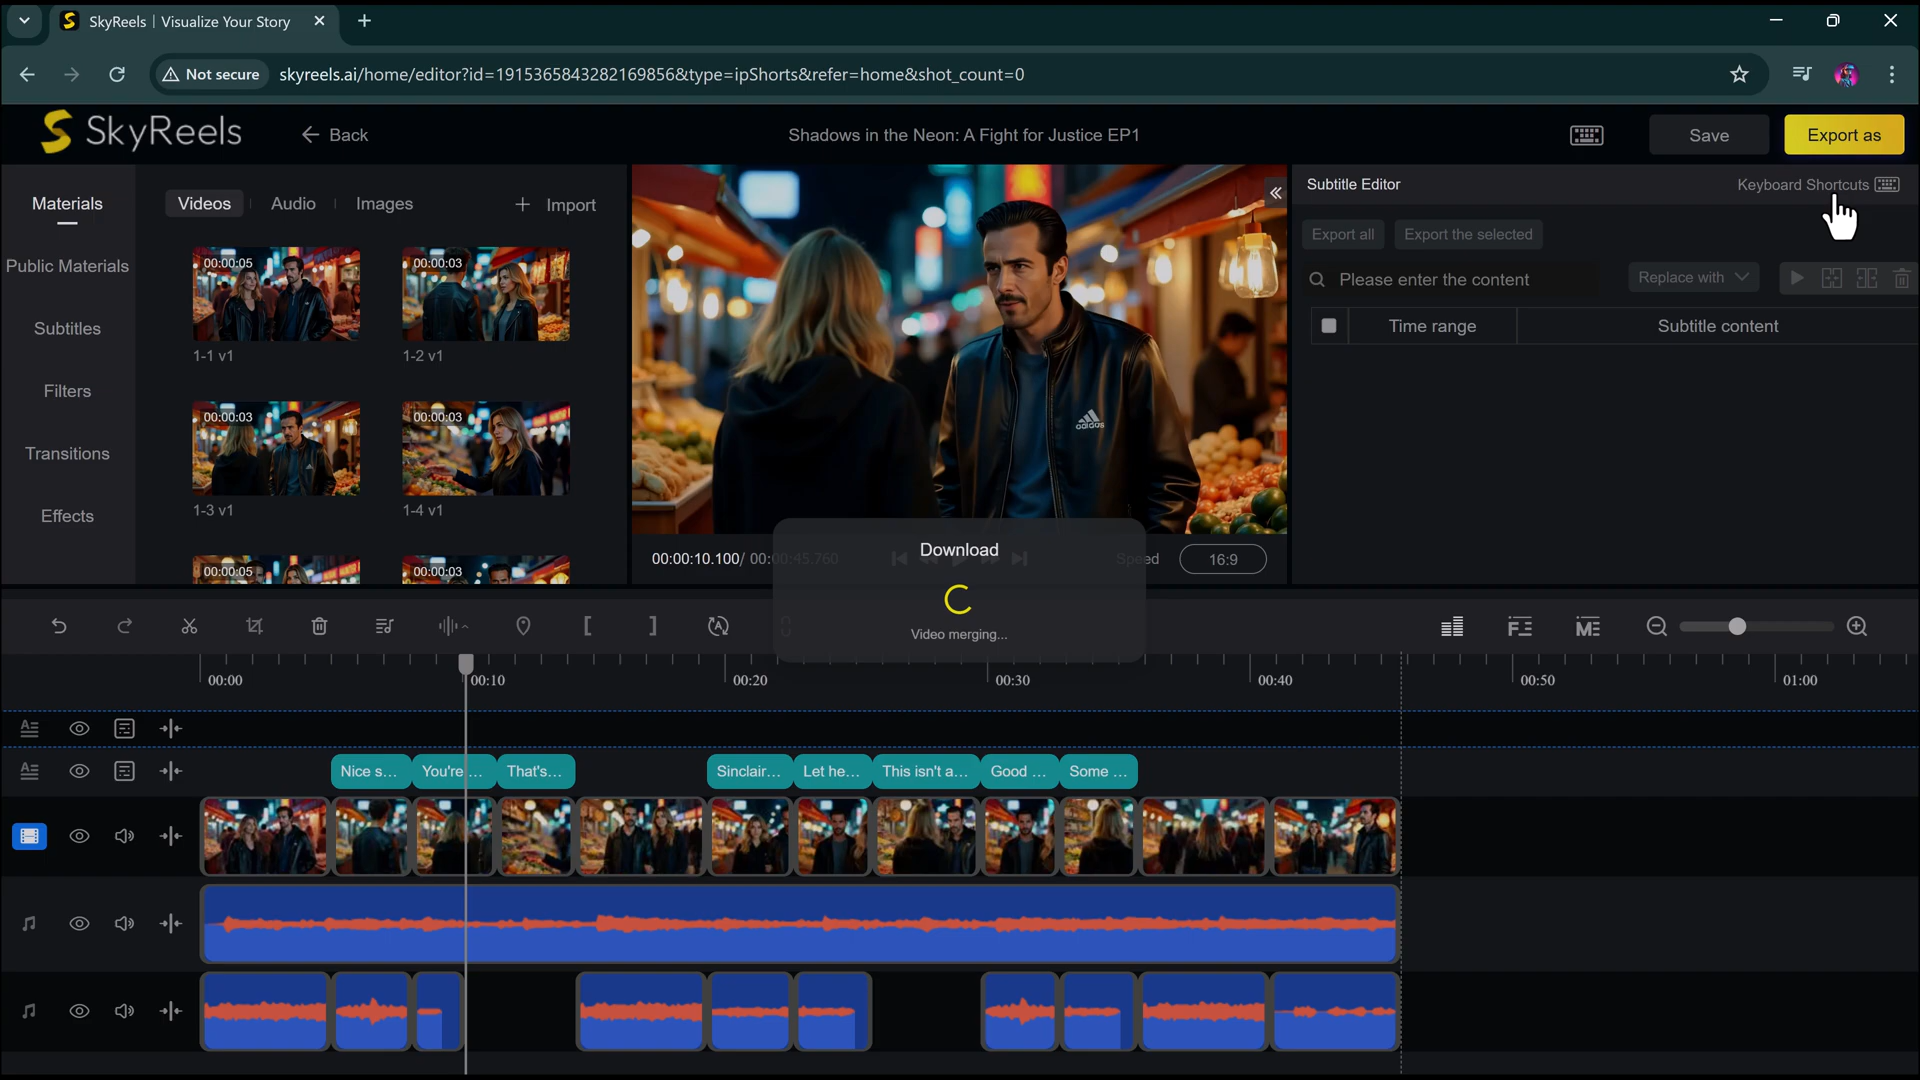 SkyReels | Visualize Your Story
Not secure
skyreels.ai/home/editor?id=1915365843282169856&type=ipShorts&refer=home&shot_count=0
SkyReels
Back
Shadows in the Neon: A Fight for Justice EP1
Save
Export as
Materials
Public Materials
Subtitles
Filters
Transitions
Effects
Videos
Audio
Images
Import
00:00:05
00:00:03
1-1 v1
1-2 v1
00:00:03
00:00:03
1-3 v1
1-4 v1
00:00:05
00:00:03
adidas
00:00:10.100/ 00:00:45.760
Speed
16:9
Download
Video merging...
Subtitle Editor
Keyboard Shortcuts
Export all
Export the selected
Please enter the content
Replace with
Time range
Subtitle content
00:00
00:10
00:20
00:30
00:40
00:50
01:00
Nice s...
You're ...
That's...
Sinclair...
Let he...
This isn't a...
Good ...
Some ...